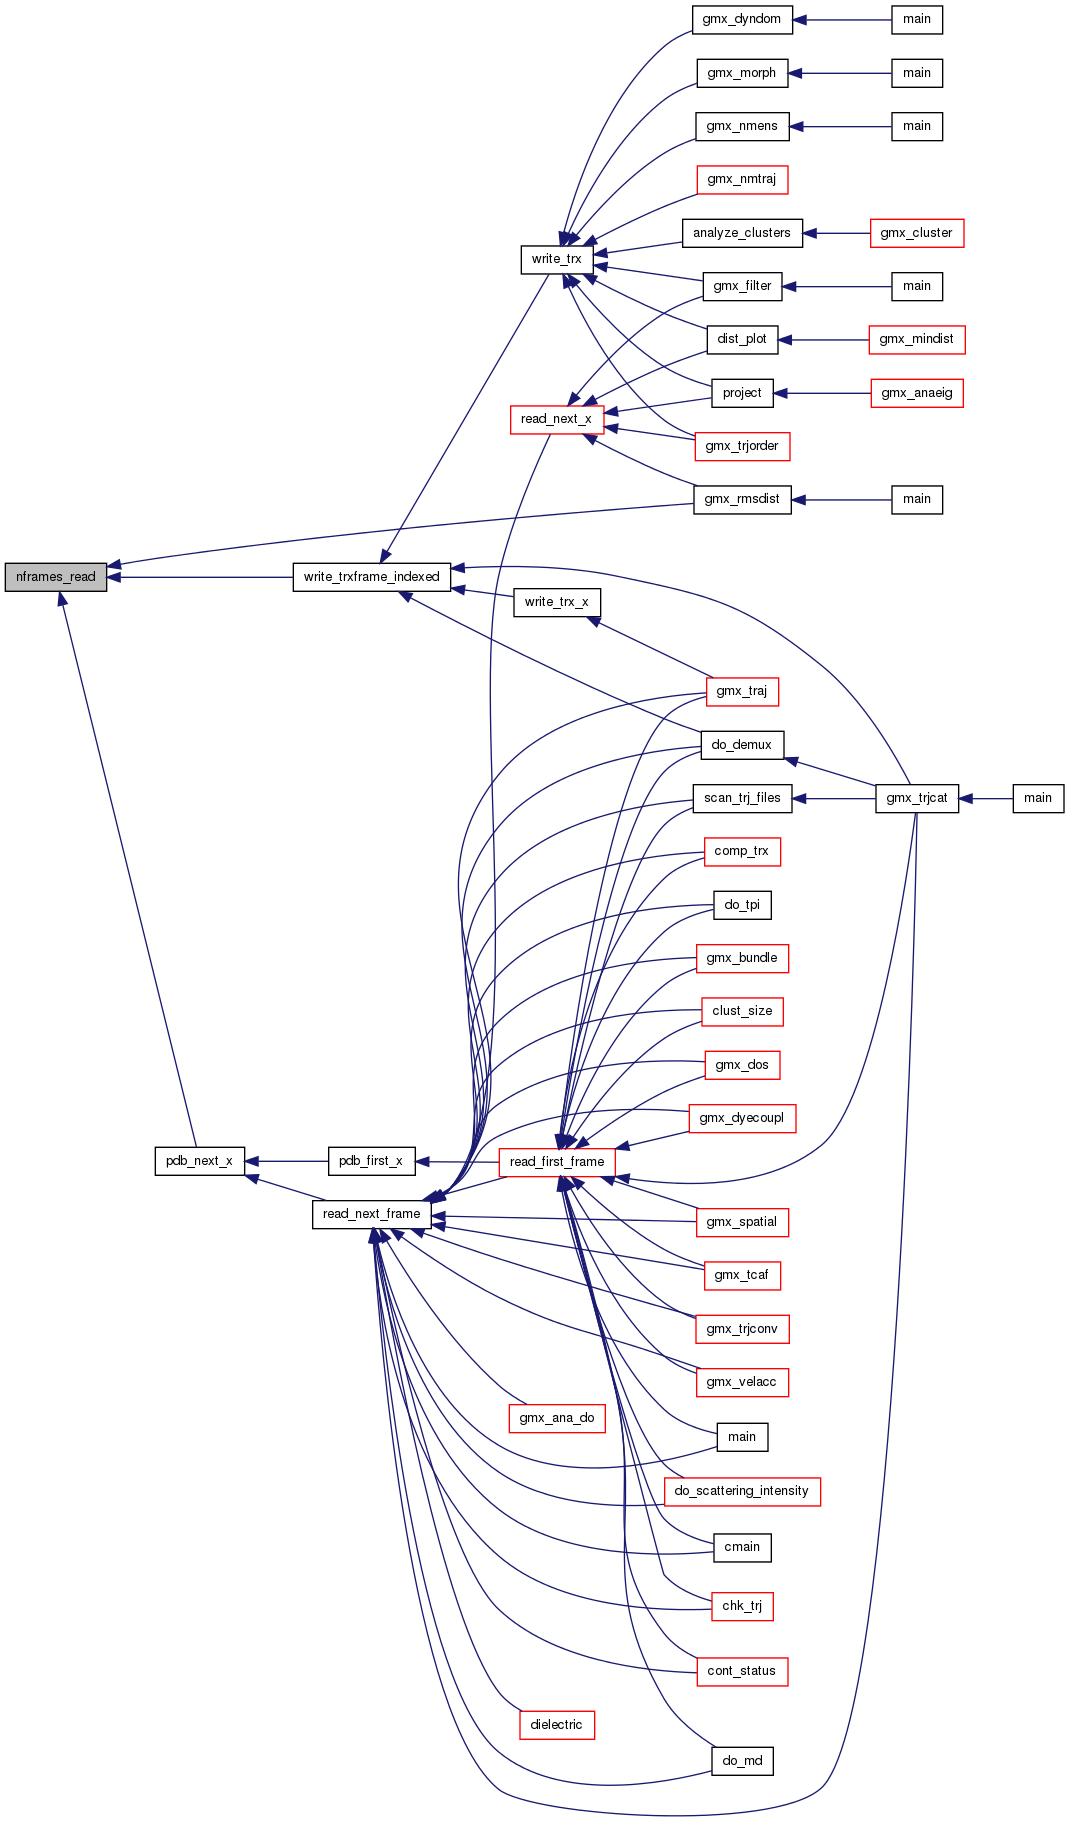 gmx_dyndom
main
gmx_morph
main
gmx_nmens
main
gmx_nmtraj
analyze_clusters
gmx_cluster
write_trx
gmx_filter
main
dist_plot
gmx_mindist
project
gmx_anaeig
read_next_x
gmx_trjorder
gmx_rmsdist
main
nframes_read
write_trxframe_indexed
write_trx_x
gmx_traj
do_demux
scan_trj_files
gmx_trjcat
main
comp_trx
do_tpi
gmx_bundle
clust_size
gmx_dos
gmx_dyecoupl
pdb_next_x
pdb_first_x
read_first_frame
read_next_frame
gmx_spatial
gmx_tcaf
gmx_trjconv
gmx_velacc
gmx_ana_do
main
do_scattering_intensity
cmain
chk_trj
cont_status
dielectric
do_md